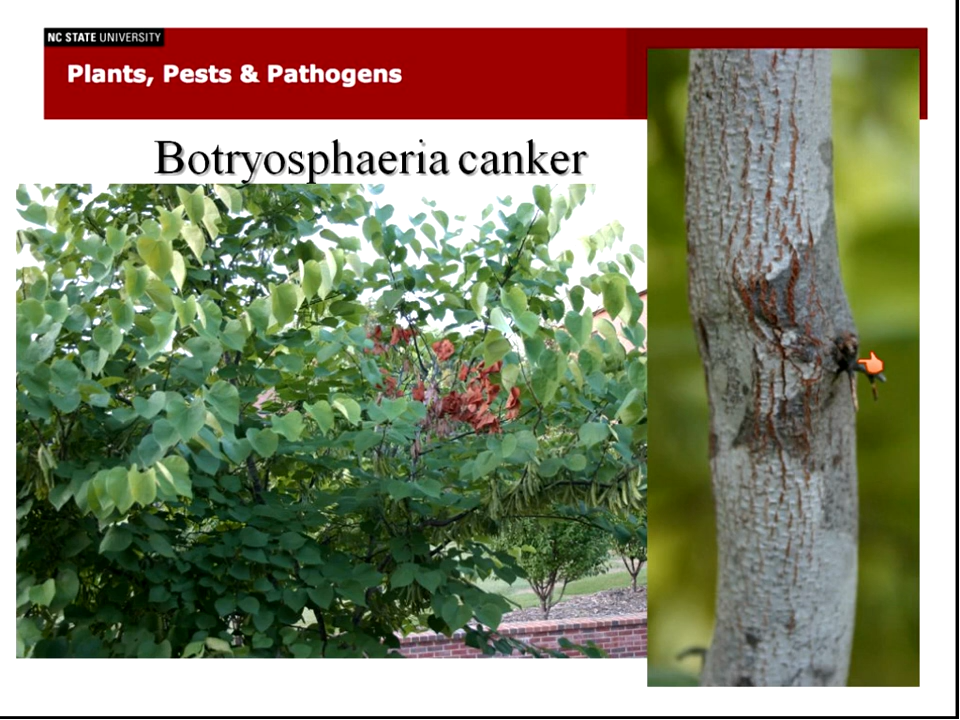 NC STATE UNIVERSITY
Plants, Pests & Pathogens
Botryosphaeria canker